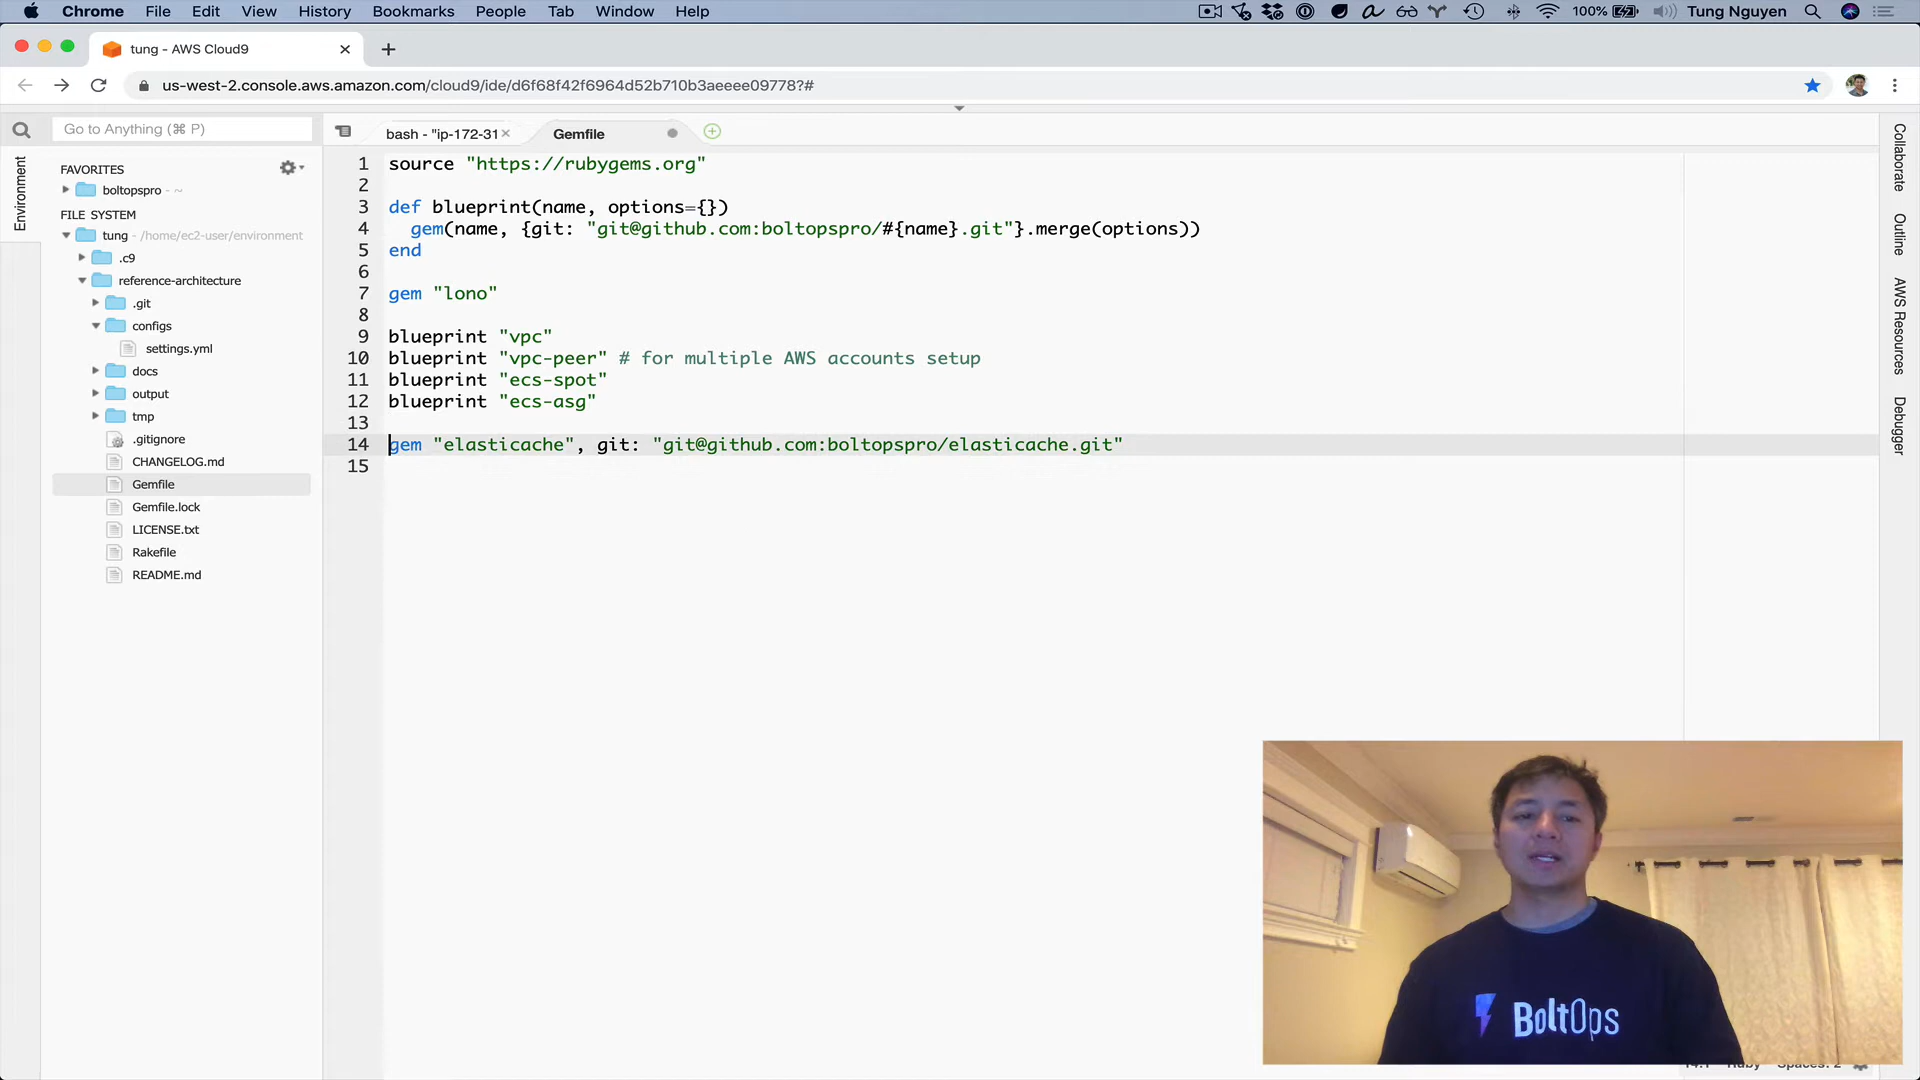 Chrome File Edit View History Bookmarks People Tab Window Help 100% Tung Nguyen
tung - AWS Cloud9
us-west-2.console.aws.amazon.com/cloud9/ide/d6f68f42f6964d52b710b3aeeee09778?#
Go to Anything (⌘ P)
bash - "ip-172-31
Gemfile
Environment
FAVORITES
boltopspro - ~
FILE SYSTEM
tung - /home/ec2-user/environment
.c9
reference-architecture
.git
configs
settings.yml
docs
output
tmp
.gitignore
CHANGELOG.md
Gemfile
Gemfile.lock
LICENSE.txt
Rakefile
README.md
1 source "https://rubygems.org"
2
3 def blueprint(name, options={})
4 gem(name, {git: "git@github.com:boltopspro/#{name}.git"}.merge(options))
5 end
6
7 gem "lono"
8
9 blueprint "vpc"
10 blueprint "vpc-peer" # for multiple AWS accounts setup
11 blueprint "ecs-spot"
12 blueprint "ecs-asg"
13
14 gem "elasticache", git: "git@github.com:boltopspro/elasticache.git"
15
Collaborate
Outline
AWS Resources
Debugger
BoltOps